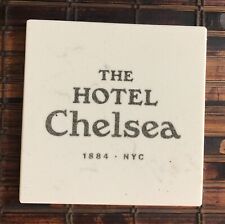 THE
HOTEL
Chelsea
1884 · NYC